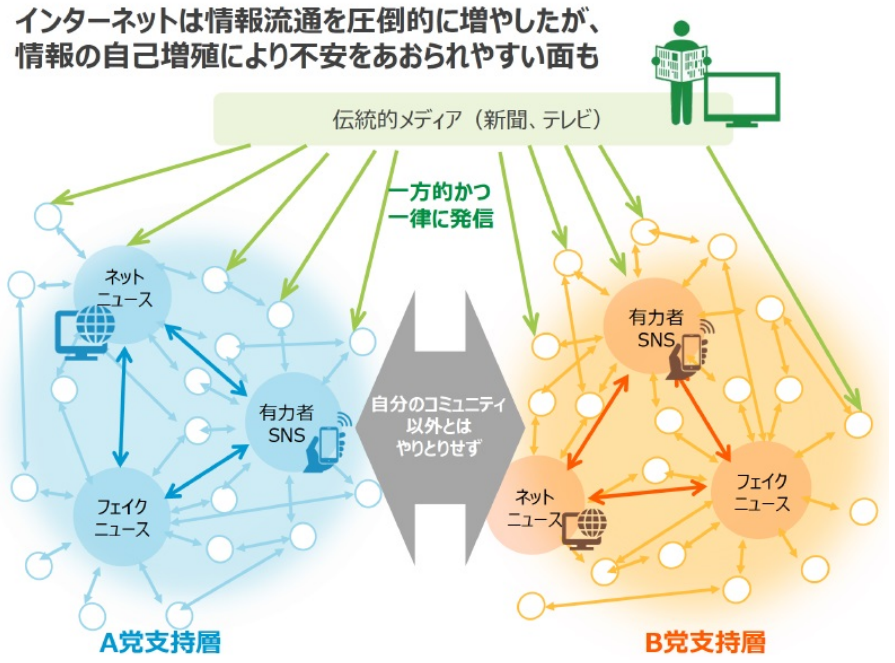 インターネットは情報流通を圧倒的に増やしたが、
情報の自己増殖により不安をあおられやすい面も
伝統的メディア（新聞、テレビ）
一方的かつ
一律に発信
ネット
ニュース
有力者
SNS
フェイク
ニュース
自分のコミュニティ
以外とは
やりとりせず
有力者
SNS
ネット
ニュース
フェイク
ニュース
A党支持層
B党支持層